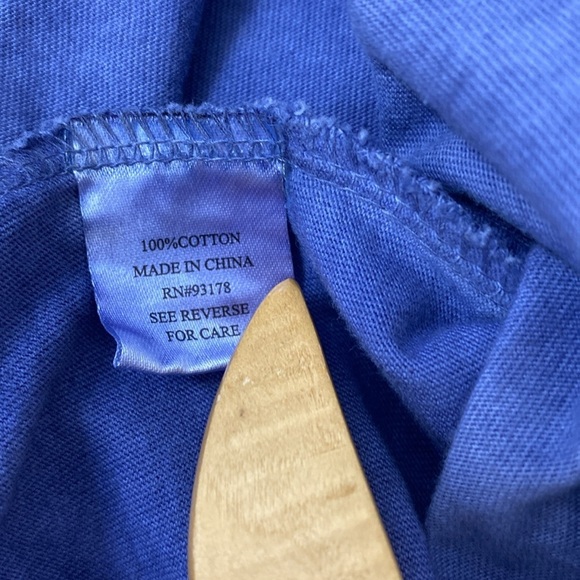 100%COTTON
MADE IN CHINA
RN#93178
SEE REVERSE
FOR CARE